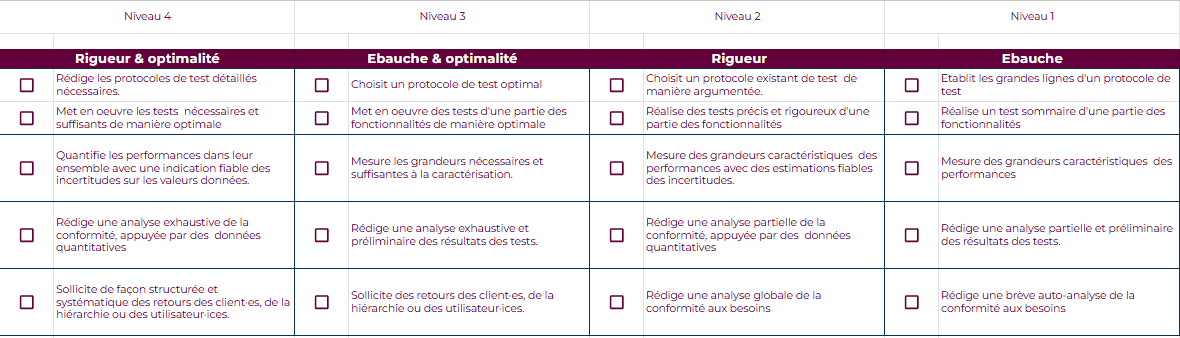 Niveau 4
Niveau 3
Niveau 2
Niveau 1
Rigueur & optimalité
Ebauche & optimalité
Rigueur
Ebauche
Rédige les protocoles de test détaillés
nécessaires.
Choisit un protocole de test optimal
Choisit un protocole existant de test de
manière argumentée.
Etablit les grandes lignes d'un protocole de
test
Met en oeuvre les tests nécessaires et
suffisants de manière optimale
Met en oeuvre des tests d'une partie des
fonctionnalités de manière optimale
Réalise des tests précis et rigoureux d'une
partie des fonctionnalités
Réalise un test sommaire d'une partie des
fonctionnalités
Quantifie les performances dans leur
ensemble avec une indication fiable des
incertitudes sur les valeurs données.
Mesure les grandeurs nécessaires et
suffisantes à la caractérisation.
Mesure des grandeurs caractéristiques des
performances avec des estimations fiables
des incertitudes.
Mesure des grandeurs caractéristiques des
performances
Rédige une analyse exhaustive de la
conformité, appuyée par des données
quantitatives
Rédige une analyse exhaustive et
préliminaire des résultats des tests.
Rédige une analyse partielle de la
conformité, appuyée par des données
quantitatives
Rédige une analyse partielle et préliminaire
des résultats des tests.
Sollicite de façon structurée et
systématique des retours des client·es, de la
hiérarchie ou des utilisateur·ices.
Sollicite des retours des client·es, de la
hiérarchie ou des utilisateur·ices.
Rédige une analyse globale de la
conformité aux besoins
Rédige une brève auto-analyse de la
conformité aux besoins